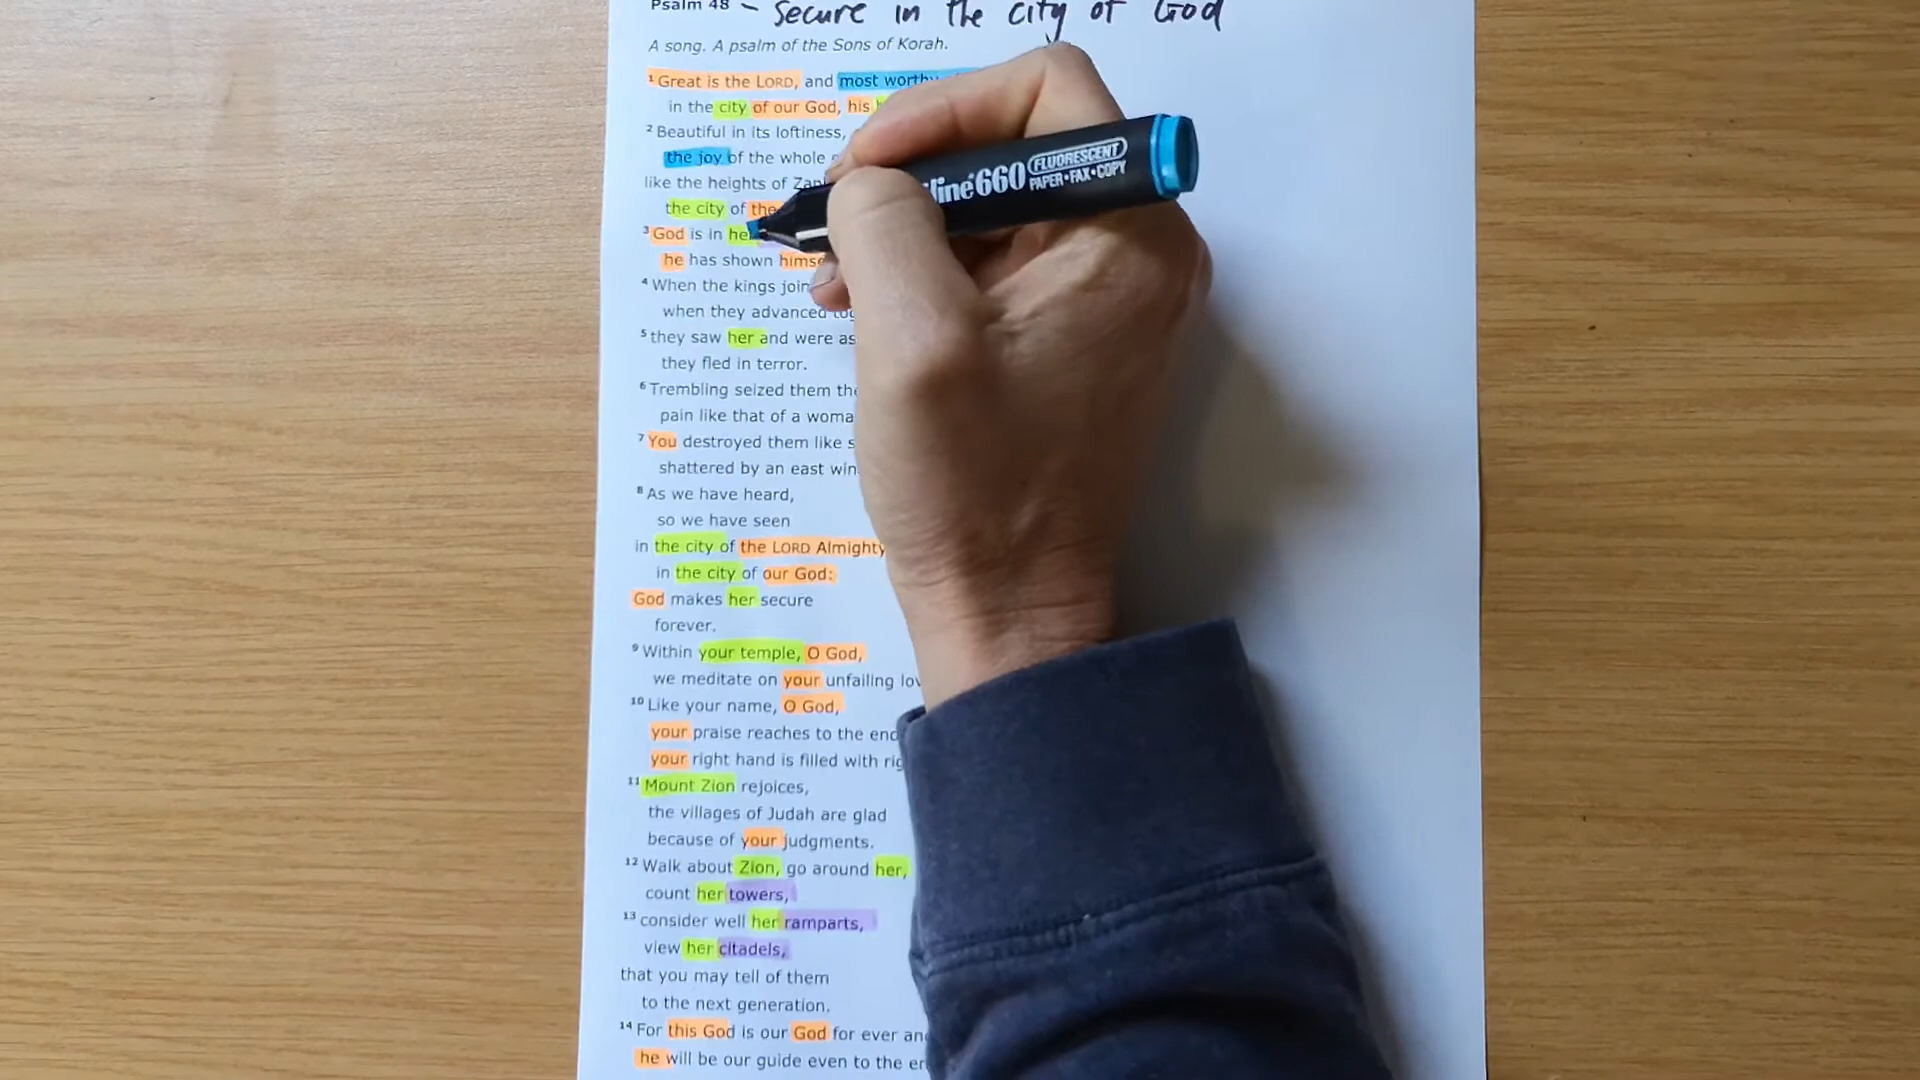 Psalm 48 – Secure in the city of God
A song. A psalm of the Sons of Korah.
1 Great is the LORD, and most worthy
in the city of our God, his
2 Beautiful in its loftiness,
the joy of the whole
like the heights of
the city of the
3 God is in her
he has shown
4 When the kings
when they advanced
5 they saw her and were
they fled in terror.
6 Trembling seized them
pain like that of a
7 You destroyed them like
shattered by an east
8 As we have heard,
so we have seen
in the city of the LORD Almighty
in the city of our God:
God makes her secure
forever.
9 Within your temple, O God,
we meditate on your unfailing
10 Like your name, O God,
your praise reaches to the
your right hand is filled with
11 Mount Zion rejoices,
the villages of Judah are glad
because of your judgments.
12 Walk about Zion, go around her,
count her towers,
13 consider well her ramparts,
view her citadels,
that you may tell of them
to the next generation.
14 For this God is our God for ever
he will be our guide even to the
line 660 FLUORESCENT
PAPER•FAX•COPY